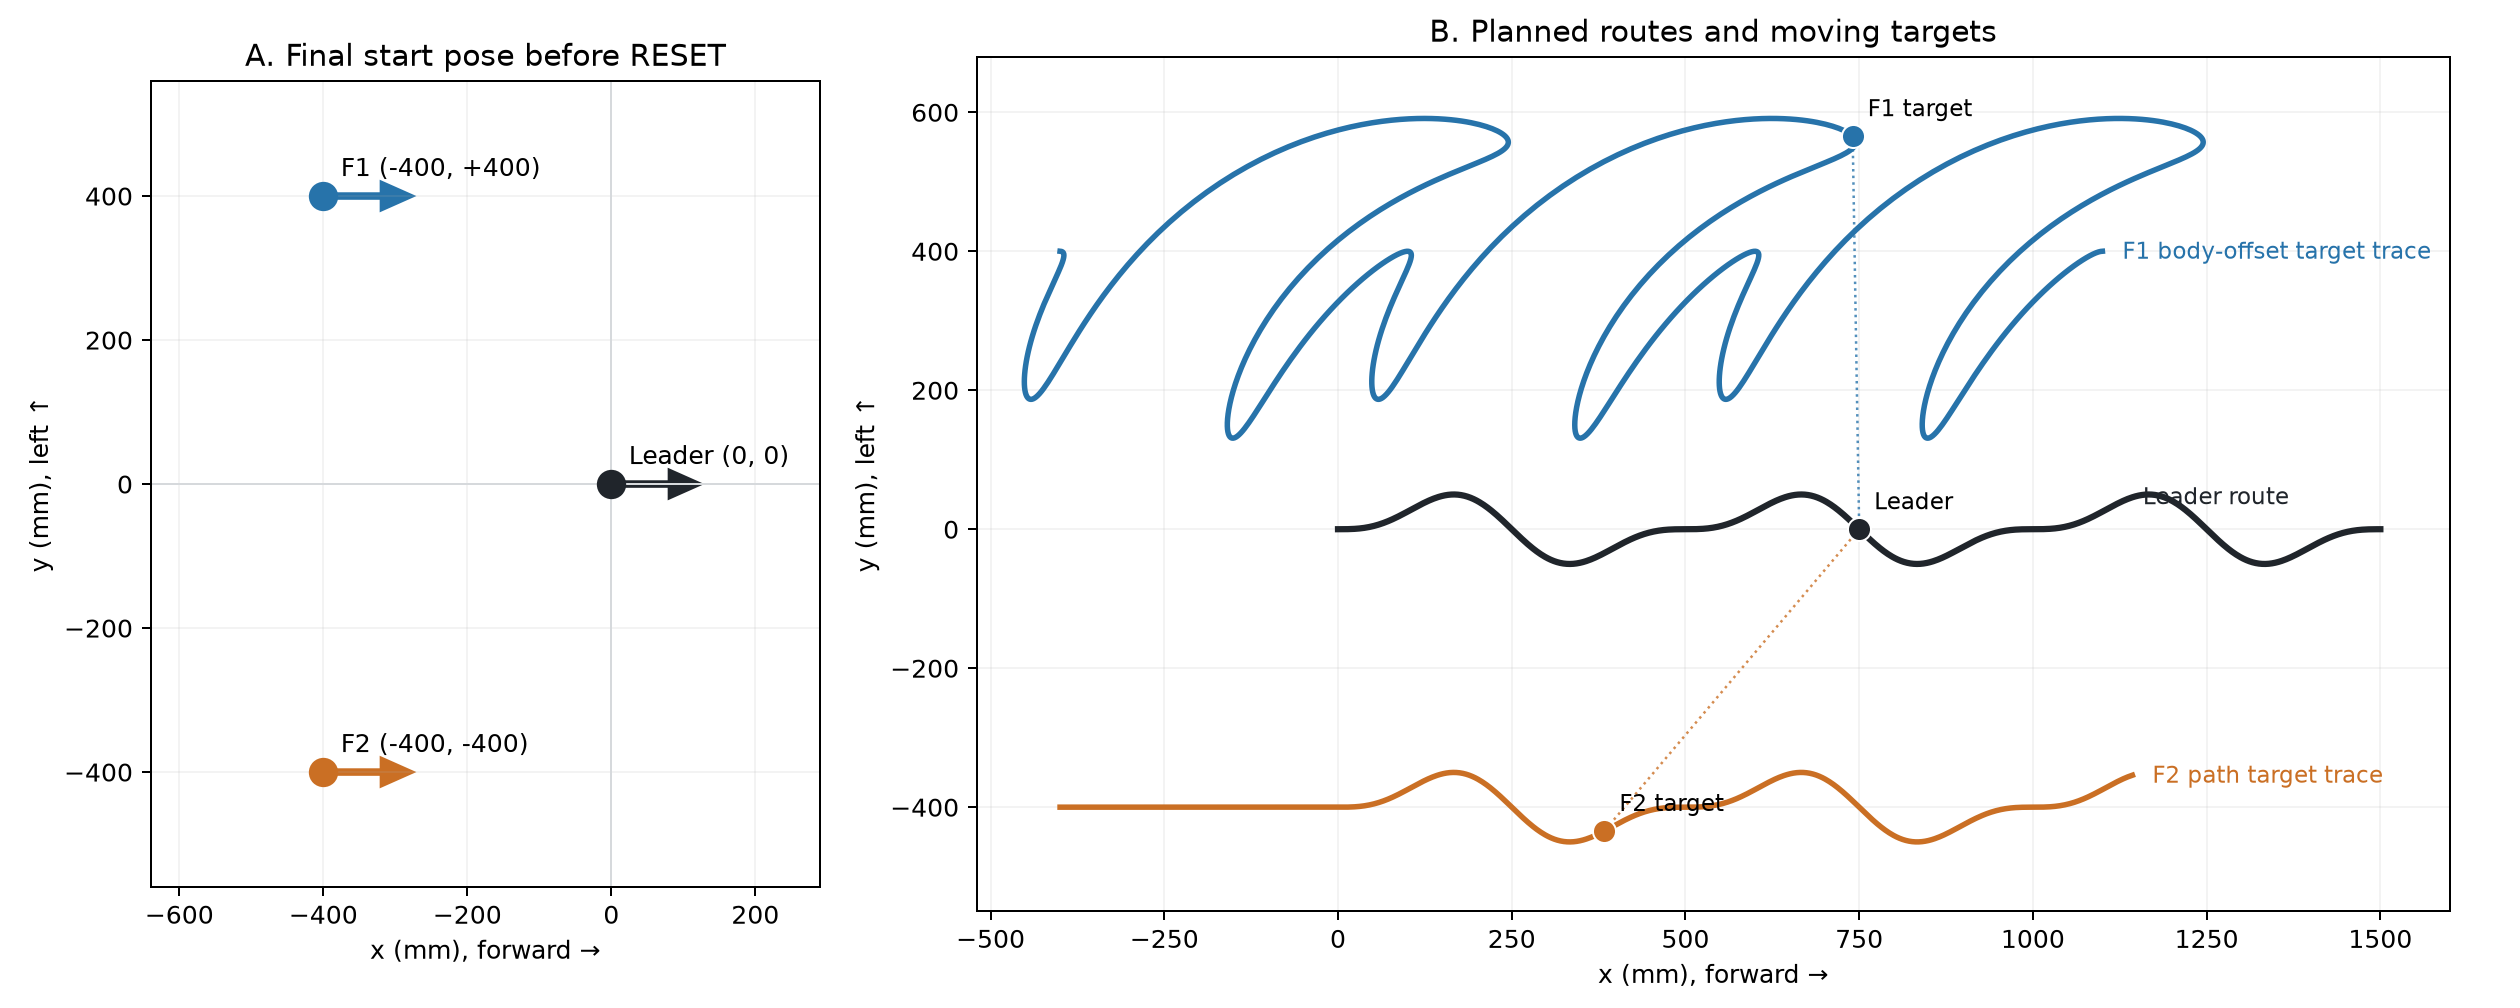 A. Final start pose before RESET
F1 (-400, +400)
Leader (0, 0)
F2 (-400, -400)
400
200
0
−200
−400
y (mm), left ↑
−600
−400
−200
0
200
x (mm), forward →
B. Planned routes and moving targets
F1 target
F1 body-offset target trace
Leader
Leader route
F2 target
F2 path target trace
600
400
200
0
−200
−400
y (mm), left ↑
−500
−250
0
250
500
750
1000
1250
1500
x (mm), forward →